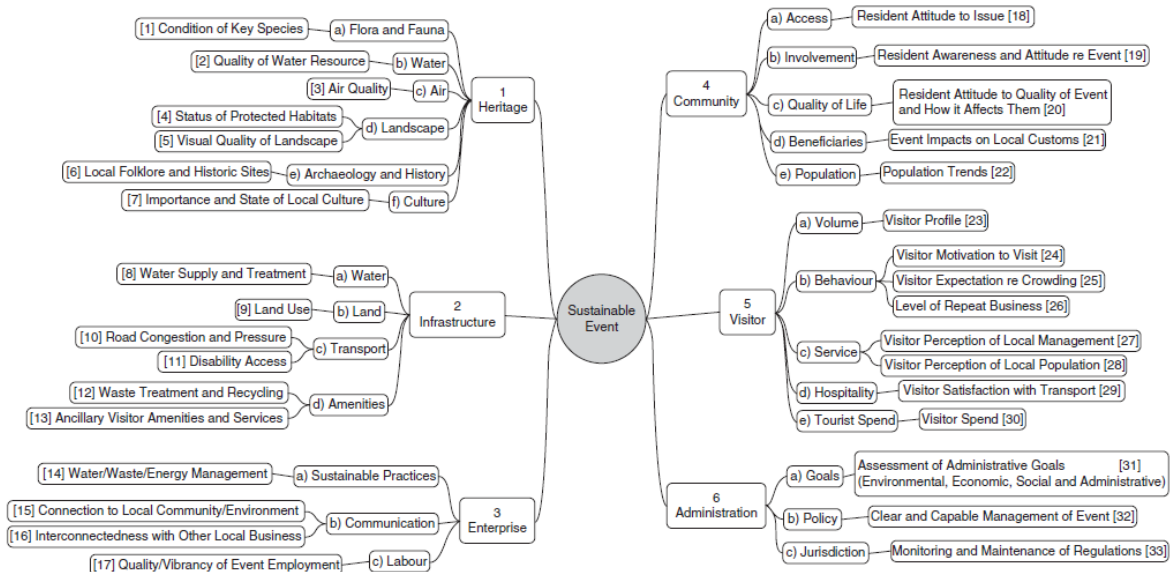 Sustainable
Event
1
Heritage
a) Flora and Fauna
[1] Condition of Key Species
b) Water
[2] Quality of Water Resource
c) Air
[3] Air Quality
d) Landscape
[4] Status of Protected Habitats
[5] Visual Quality of Landscape
e) Archaeology and History
[6] Local Folklore and Historic Sites
f) Culture
[7] Importance and State of Local Culture
2
Infrastructure
a) Water
[8] Water Supply and Treatment
b) Land
[9] Land Use
c) Transport
[10] Road Congestion and Pressure
[11] Disability Access
d) Amenities
[12] Waste Treatment and Recycling
[13] Ancillary Visitor Amenities and Services
3
Enterprise
a) Sustainable Practices
[14] Water/Waste/Energy Management
b) Communication
[15] Connection to Local Community/Environment
[16] Interconnectedness with Other Local Business
c) Labour
[17] Quality/Vibrancy of Event Employment
4
Community
a) Access
Resident Attitude to Issue [18]
b) Involvement
Resident Awareness and Attitude re Event [19]
c) Quality of Life
Resident Attitude to Quality of Event
and How it Affects Them [20]
d) Beneficiaries
Event Impacts on Local Customs [21]
e) Population
Population Trends [22]
5
Visitor
a) Volume
Visitor Profile [23]
b) Behaviour
Visitor Motivation to Visit [24]
Visitor Expectation re Crowding [25]
Level of Repeat Business [26]
c) Service
Visitor Perception of Local Management [27]
Visitor Perception of Local Population [28]
d) Hospitality
Visitor Satisfaction with Transport [29]
e) Tourist Spend
Visitor Spend [30]
6
Administration
a) Goals
Assessment of Administrative Goals [31]
(Environmental, Economic, Social and Administrative)
b) Policy
Clear and Capable Management of Event [32]
c) Jurisdiction
Monitoring and Maintenance of Regulations [33]